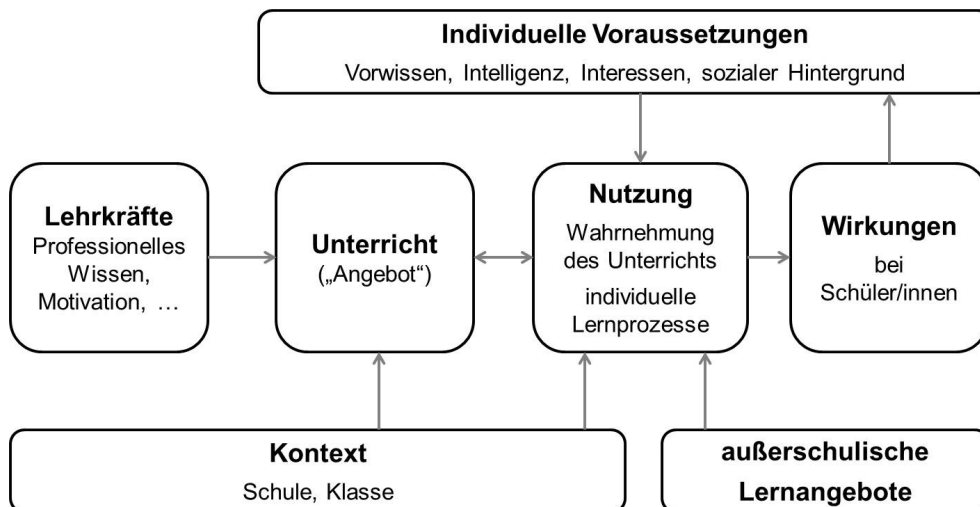 Individuelle Voraussetzungen
Vorwissen, Intelligenz, Interessen, sozialer Hintergrund
Lehrkräfte
Professionelles
Wissen,
Motivation, …
Unterricht
(„Angebot“)
Nutzung
Wahrnehmung
des Unterrichts
individuelle
Lernprozesse
Wirkungen
bei
Schüler/innen
Kontext
Schule, Klasse
außerschulische
Lernangebote